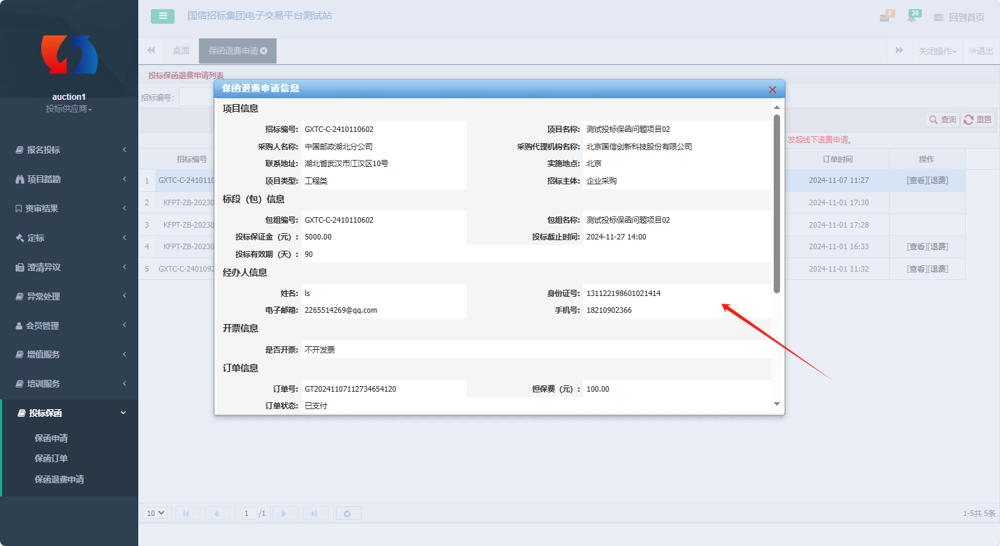 国信招标集团电子交易平台测试站
0
20
回到首页
桌面
保函退费申请
关闭操作
退出
auction1
投标供应商
报名投标
项目踏勘
资审结果
定标
澄清异议
异常处理
会员管理
增值服务
培训服务
投标保函
保函申请
保函订单
保函退费申请
投标保函退费申请列表
招标编号:
查询
重置
发起线下退费申请。
招标编号 订单时间 操作
1 GXTC-C-2410110 2024-11-07 11:27 [查看][退费]
2 KFPT-ZB-20230 2024-11-01 17:30
3 KFPT-ZB-20230 2024-11-01 17:28
4 KFPT-ZB-20230 2024-11-01 16:33 [查看][退费]
5 GXTC-C-240109 2024-11-01 11:32 [查看][退费]
保函退费申请信息
项目信息
招标编号: GXTC-C-2410110602 项目名称: 测试投标保函问题项目02
采购人名称: 中国邮政湖北分公司 采购代理机构名称: 北京国信创新科技股份有限公司
联系地址: 湖北省武汉市江汉区10号 实施地点: 北京
项目类型: 工程类 招标主体: 企业采购
标段（包）信息
包组编号: GXTC-C-2410110602 包组名称: 测试投标保函问题项目02
投标保证金（元）: 5000.00 投标截止时间: 2024-11-27 14:00
投标有效期（天）: 90
经办人信息
姓名: ls 身份证号: 131122198601021414
电子邮箱: 2265514269@qq.com 手机号: 18210902366
开票信息
是否开票: 不开发票
订单信息
订单号: GT20241107112734654120 担保费（元）: 100.00
订单状态: 已支付
10 1 /1 1-5共 5条